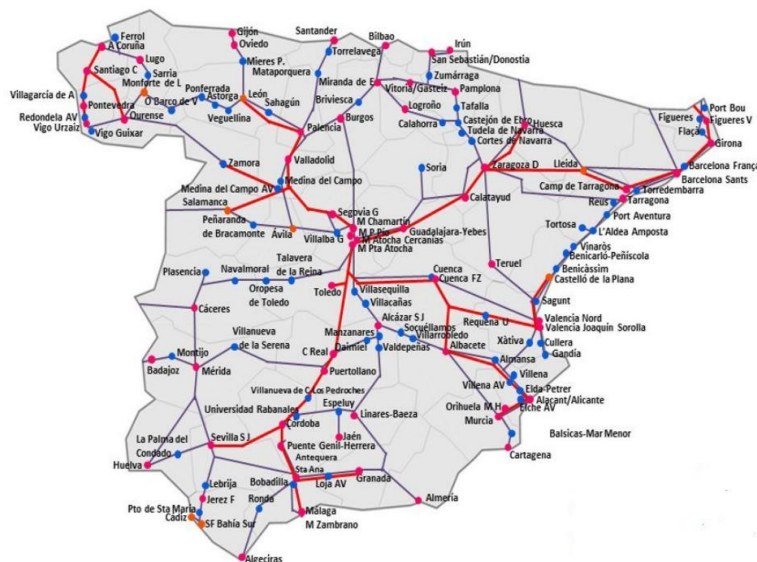 Ferrol
A Coruña
Lugo
Santiago C
Sarria
Monforte de L
Villagarcía de A
Pontevedra
O Barco de V
Redondela AV
Vigo Urzaiz
Vigo Guixar
Ourense
Gijón
Oviedo
Mieres P.
Mataporquera
Ponferrada
Astorga
León
Veguellina
Sahagún
Santander
Torrelavega
Bilbao
Irún
San Sebastián/Donostia
Miranda de E
Vitoria/Gasteiz
Zumárraga
Pamplona
Briviesca
Logroño
Tafalla
Palencia
Burgos
Calahorra
Castejón de Ebro
Tudela de Navarra
Cortes de Navarra
Huesca
Port Bou
Figueres
Figueres V
Flaçà
Girona
Valladolid
Zamora
Medina del Campo
Medina del Campo AV
Soria
Zaragoza D
Lleida
Barcelona França
Barcelona Sants
Camp de Tarragona
Torredembarra
Tarragona
Reus
Port Aventura
Salamanca
Segovia G
Calatayud
Peñaranda
de Bracamonte
Ávila
Villalba G
M Chamartín
M P Pío
M Atocha Cercanías
M Pta Atocha
Guadalajara-Yebes
Tortosa
L'Aldea Amposta
Vinaròs
Benicarló-Peñíscola
Benicàssim
Castelló de la Plana
Teruel
Plasencia
Navalmoral
Talavera
de la Reina
Oropesa
de Toledo
Toledo
Cuenca
Cuenca FZ
Villasequilla
Villacañas
Sagunt
Cáceres
Alcázar S J
Socuéllamos
Villarrobledo
Requena U
Valencia Nord
Valencia Joaquín Sorolla
Villanueva
de la Serena
Manzanares
Daimiel
Valdepeñas
Albacete
Xàtiva
Cullera
Gandía
Almansa
Badajoz
Montijo
Mérida
C Real
Puertollano
Villena
Villena AV
Elda-Petrer
Alacant/Alicante
Elche AV
Orihuela M H
Murcia
Villanueva de C-Los Pedroches
Universidad Rabanales
Espeluy
Linares-Baeza
Córdoba
Jaén
Balsicas-Mar Menor
Cartagena
La Palma del
Condado
Sevilla S J
Huelva
Puente Genil-Herrera
Antequera
Sta Ana
Lebrija
Bobadilla
Loja AV
Granada
Almería
Jerez F
Pto de Sta María
Cádiz
SF Bahía Sur
Ronda
Málaga
M Zambrano
Algeciras